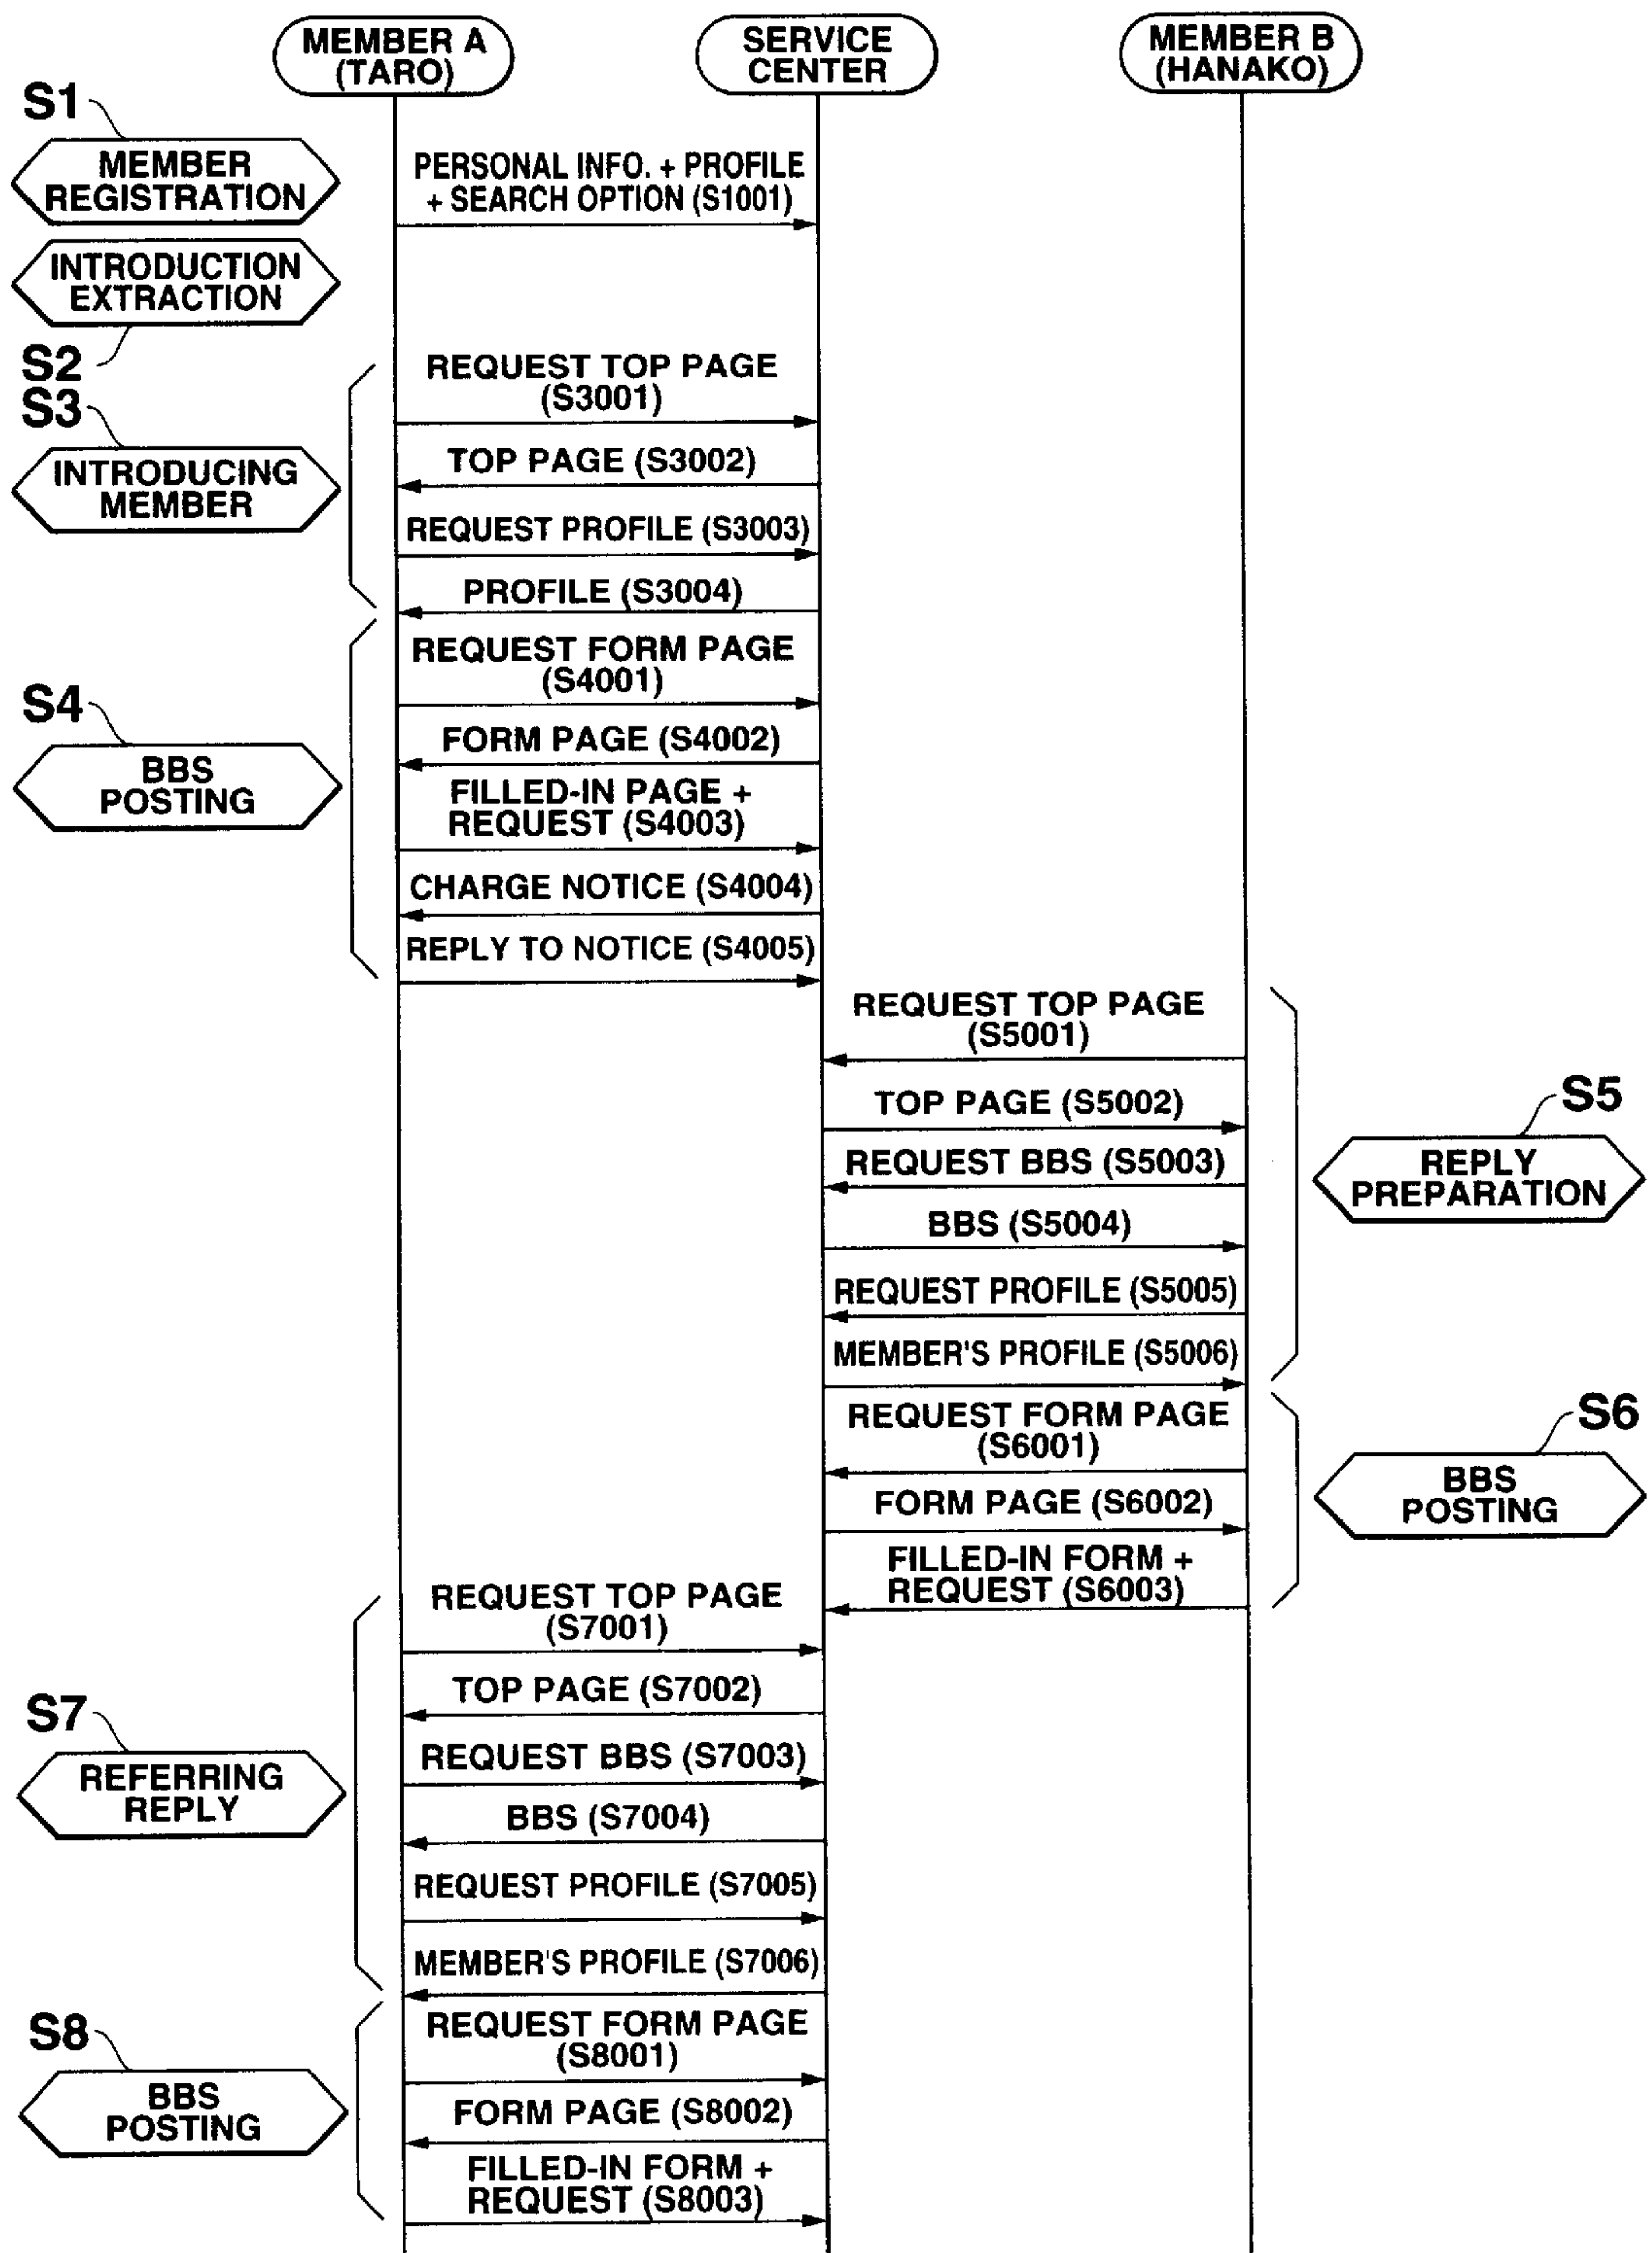 MEMBER A
(TARO)
SERVICE
CENTER
MEMBER B
(HANAKO)
S1
MEMBER
REGISTRATION
PERSONAL INFO. + PROFILE
+ SEARCH OPTION (S1001)
INTRODUCTION
EXTRACTION
S2
REQUEST TOP PAGE
(S3001)
S3
INTRODUCING
MEMBER
TOP PAGE (S3002)
REQUEST PROFILE (S3003)
PROFILE (S3004)
REQUEST FORM PAGE
(S4001)
S4
BBS
POSTING
FORM PAGE (S4002)
FILLED-IN PAGE +
REQUEST (S4003)
CHARGE NOTICE (S4004)
REPLY TO NOTICE (S4005)
REQUEST TOP PAGE
(S5001)
TOP PAGE (S5002)
S5
REPLY
PREPARATION
REQUEST BBS (S5003)
BBS (S5004)
REQUEST PROFILE (S5005)
MEMBER'S PROFILE (S5006)
REQUEST FORM PAGE
(S6001)
S6
BBS
POSTING
FORM PAGE (S6002)
FILLED-IN FORM +
REQUEST (S6003)
REQUEST TOP PAGE
(S7001)
TOP PAGE (S7002)
S7
REFERRING
REPLY
REQUEST BBS (S7003)
BBS (S7004)
REQUEST PROFILE (S7005)
MEMBER'S PROFILE (S7006)
REQUEST FORM PAGE
(S8001)
S8
BBS
POSTING
FORM PAGE (S8002)
FILLED-IN FORM +
REQUEST (S8003)